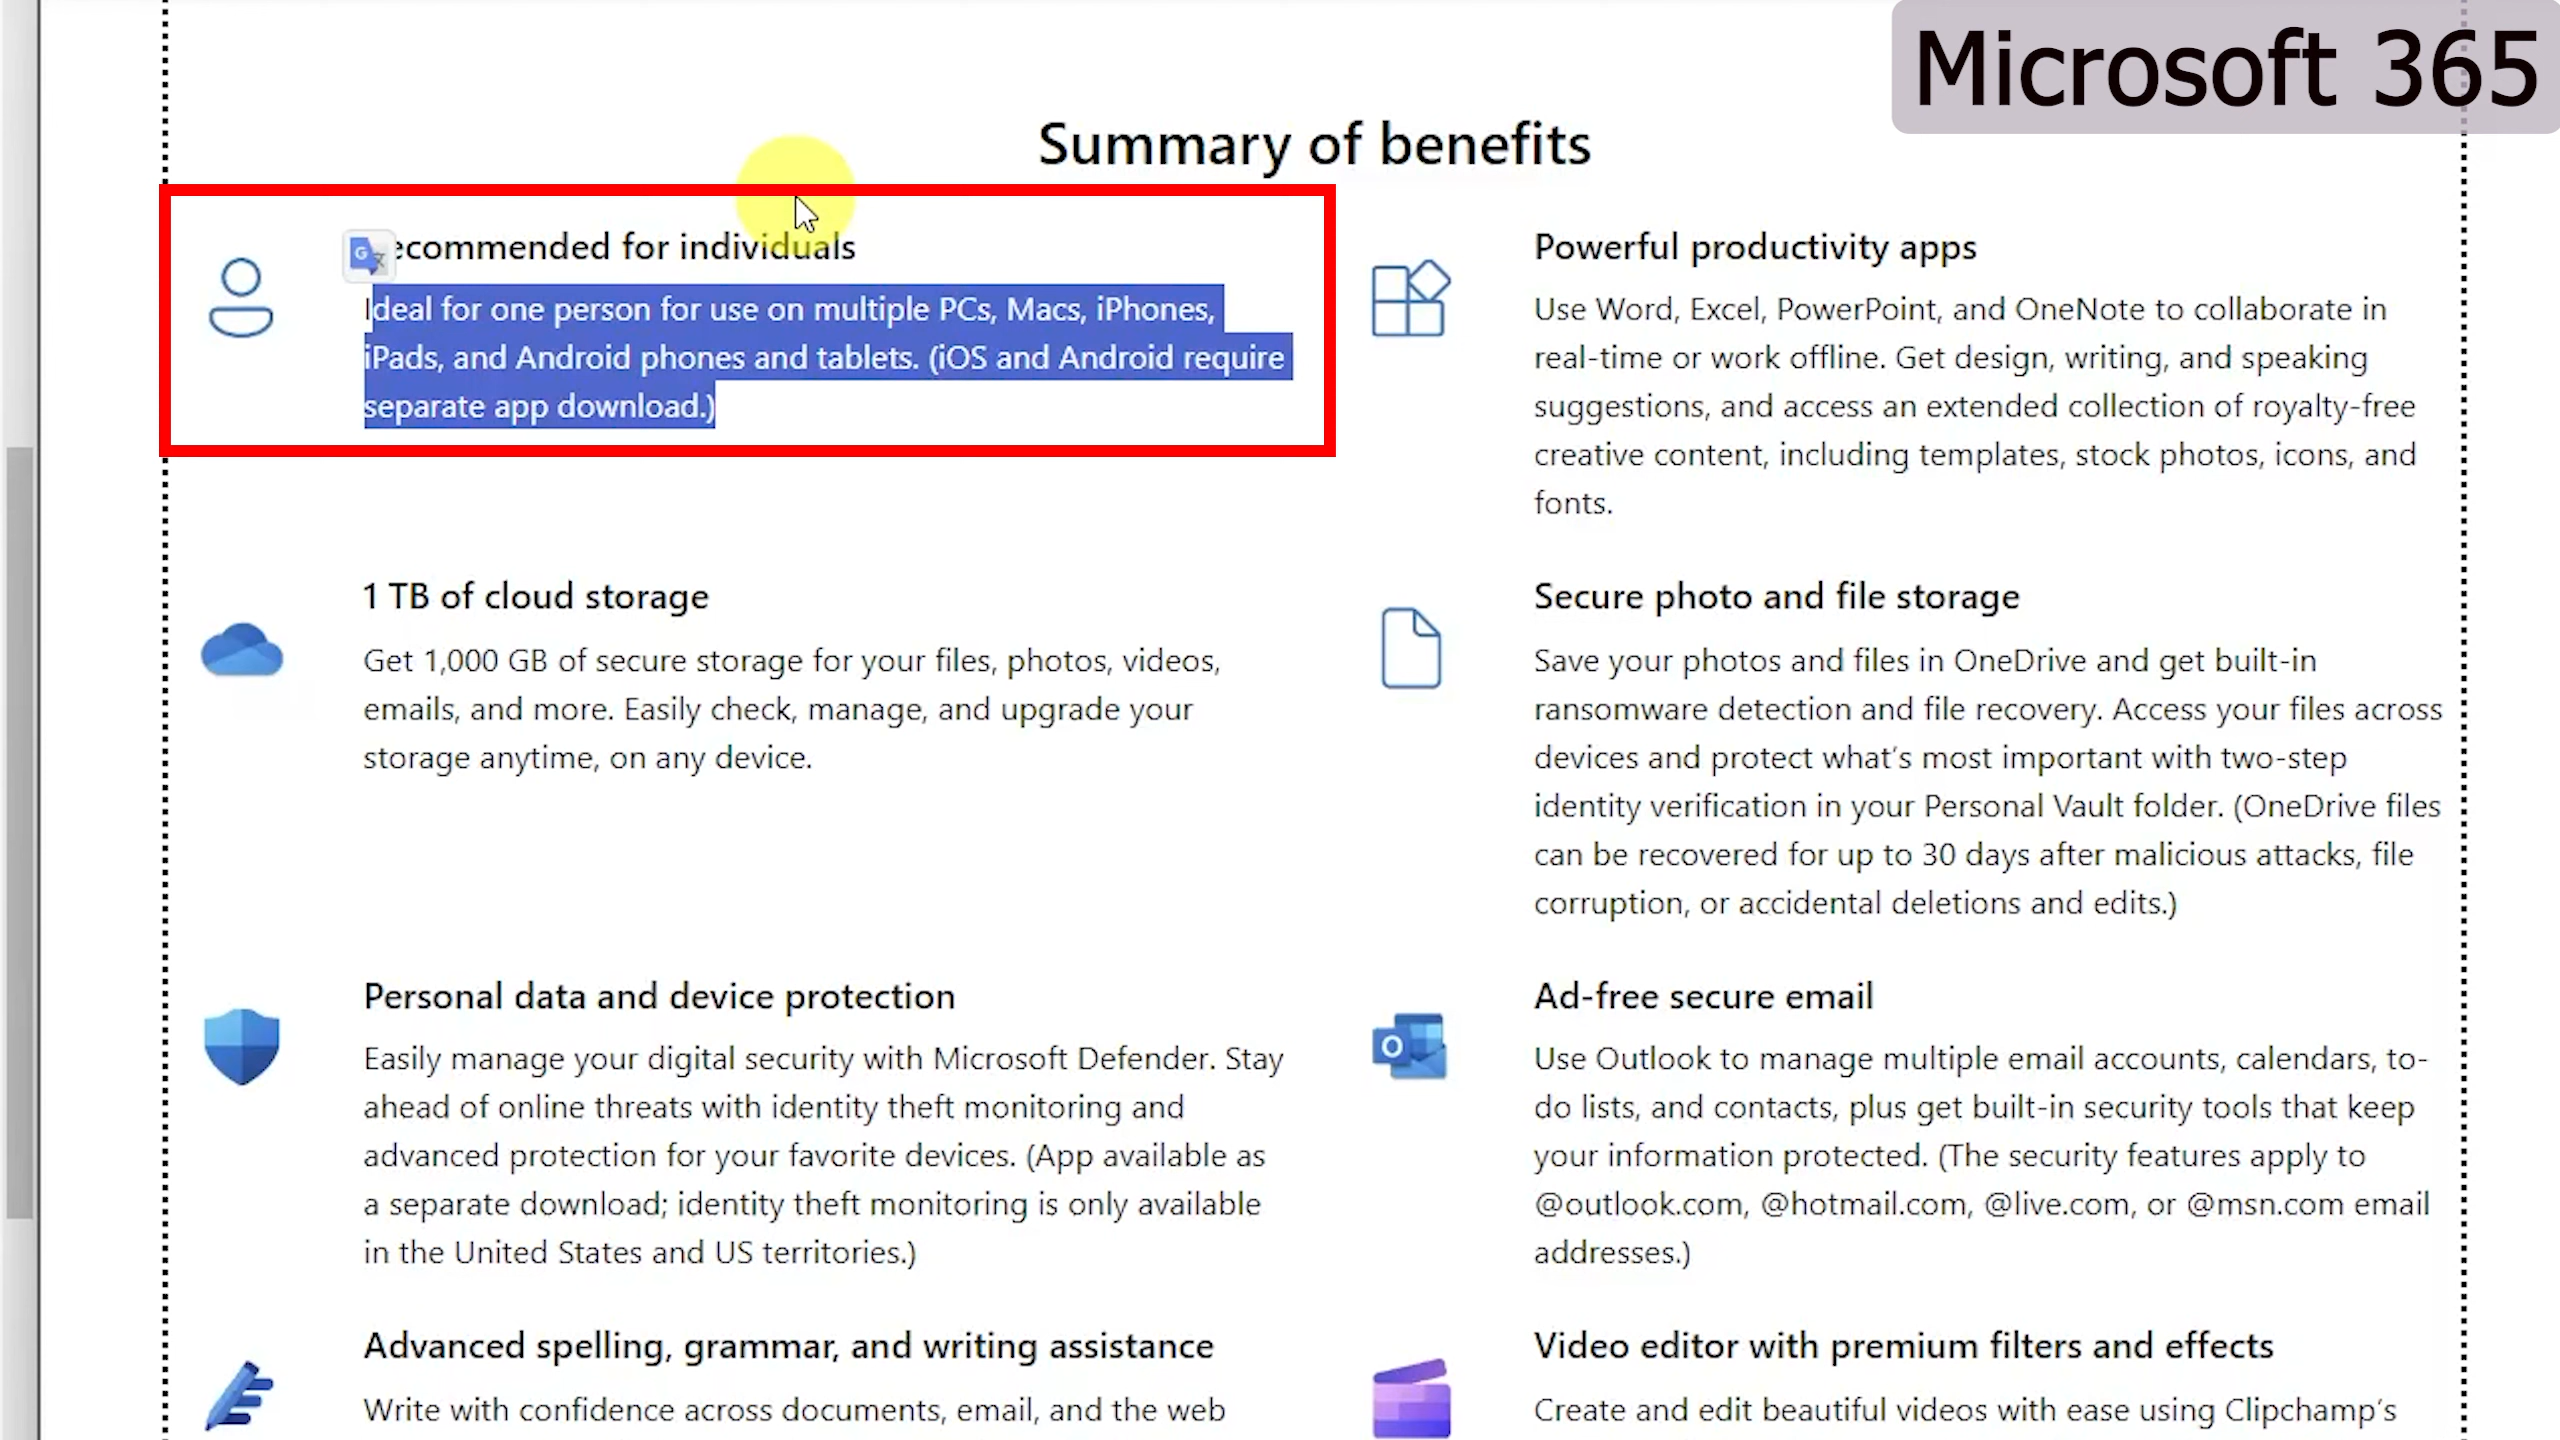 Microsoft 365
Summary of benefits
ecommended for individuals
Ideal for one person for use on multiple PCs, Macs, iPhones,
iPads, and Android phones and tablets. (iOS and Android require
separate app download.)
Powerful productivity apps
Use Word, Excel, PowerPoint, and OneNote to collaborate in
real-time or work offline. Get design, writing, and speaking
suggestions, and access an extended collection of royalty-free
creative content, including templates, stock photos, icons, and
fonts.
1 TB of cloud storage
Get 1,000 GB of secure storage for your files, photos, videos,
emails, and more. Easily check, manage, and upgrade your
storage anytime, on any device.
Secure photo and file storage
Save your photos and files in OneDrive and get built-in
ransomware detection and file recovery. Access your files across
devices and protect what's most important with two-step
identity verification in your Personal Vault folder. (OneDrive files
can be recovered for up to 30 days after malicious attacks, file
corruption, or accidental deletions and edits.)
Personal data and device protection
Easily manage your digital security with Microsoft Defender. Stay
ahead of online threats with identity theft monitoring and
advanced protection for your favorite devices. (App available as
a separate download; identity theft monitoring is only available
in the United States and US territories.)
Ad-free secure email
Use Outlook to manage multiple email accounts, calendars, to-
do lists, and contacts, plus get built-in security tools that keep
your information protected. (The security features apply to
@outlook.com, @hotmail.com, @live.com, or @msn.com email
addresses.)
Advanced spelling, grammar, and writing assistance
Write with confidence across documents, email, and the web
Video editor with premium filters and effects
Create and edit beautiful videos with ease using Clipchamp's